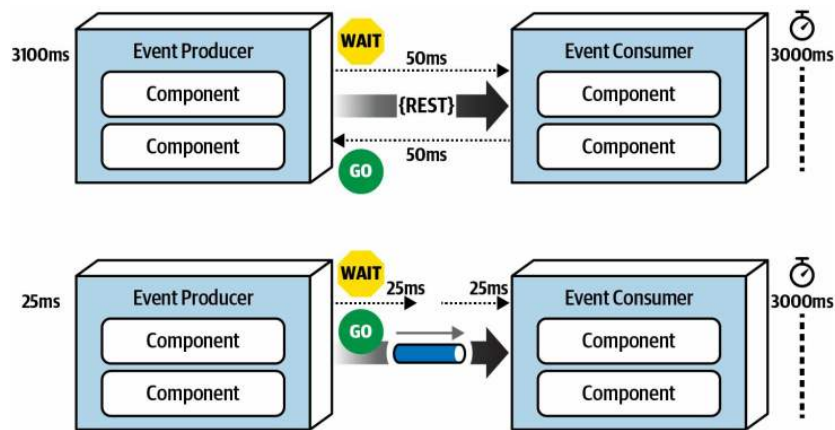 WAIT
3100ms
Event Producer
50ms
Event Consumer
3000ms
Component
{REST}
Component
Component
Component
50ms
GO
WAIT
25ms
Event Producer
25ms
25ms
Event Consumer
3000ms
GO
Component
Component
Component
Component